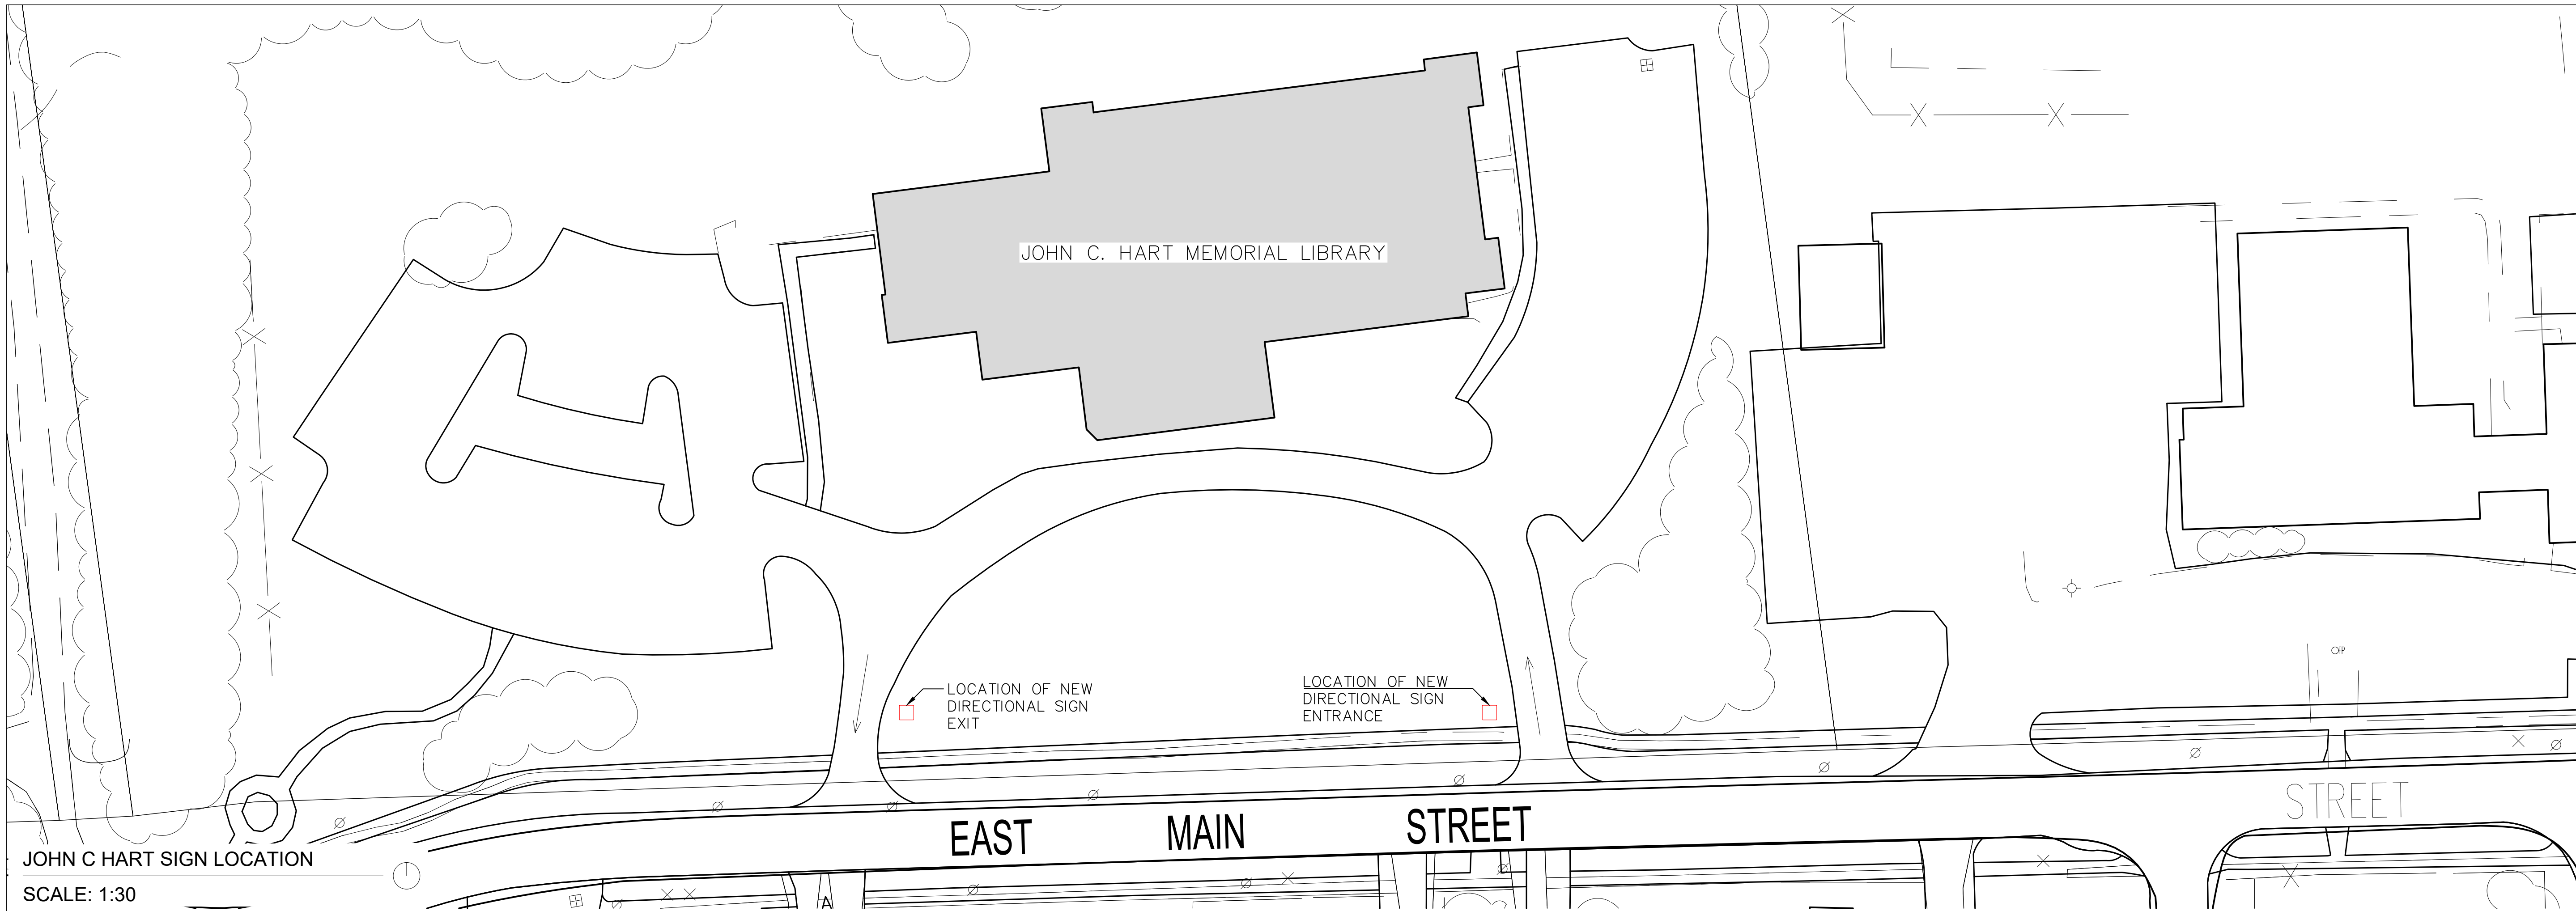 JOHN C. HART MEMORIAL LIBRARY
LOCATION OF NEW
DIRECTIONAL SIGN
EXIT
LOCATION OF NEW
DIRECTIONAL SIGN
ENTRANCE
FP
EAST MAIN STREET
STREET
JOHN C HART SIGN LOCATION
SCALE: 1:30